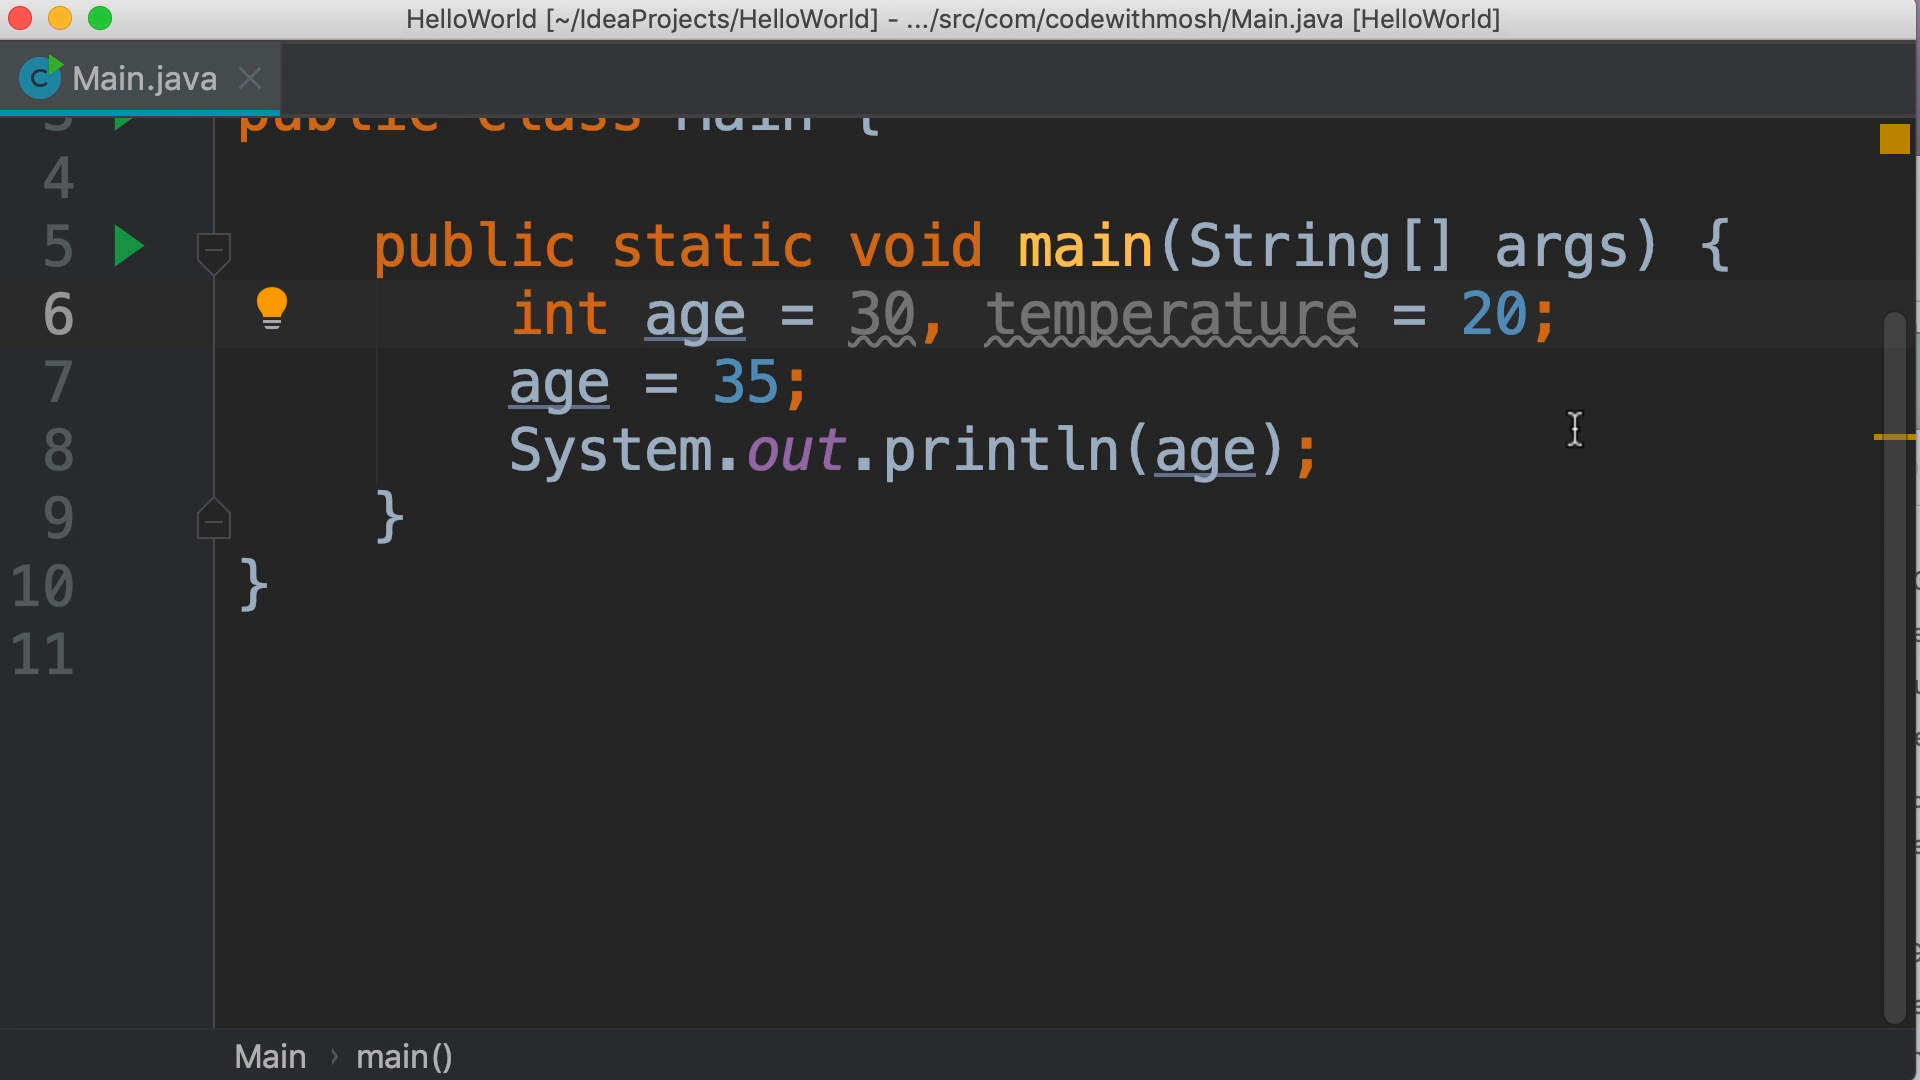 HelloWorld [~/IdeaProjects/HelloWorld] - .../src/com/codewithmosh/Main.java [HelloWorld]
Main.java
3 public class Main {
4
5 public static void main(String[] args) {
6 int age = 30, temperature = 20;
7 age = 35;
8 System.out.println(age);
9 }
10 }
11
Main › main()